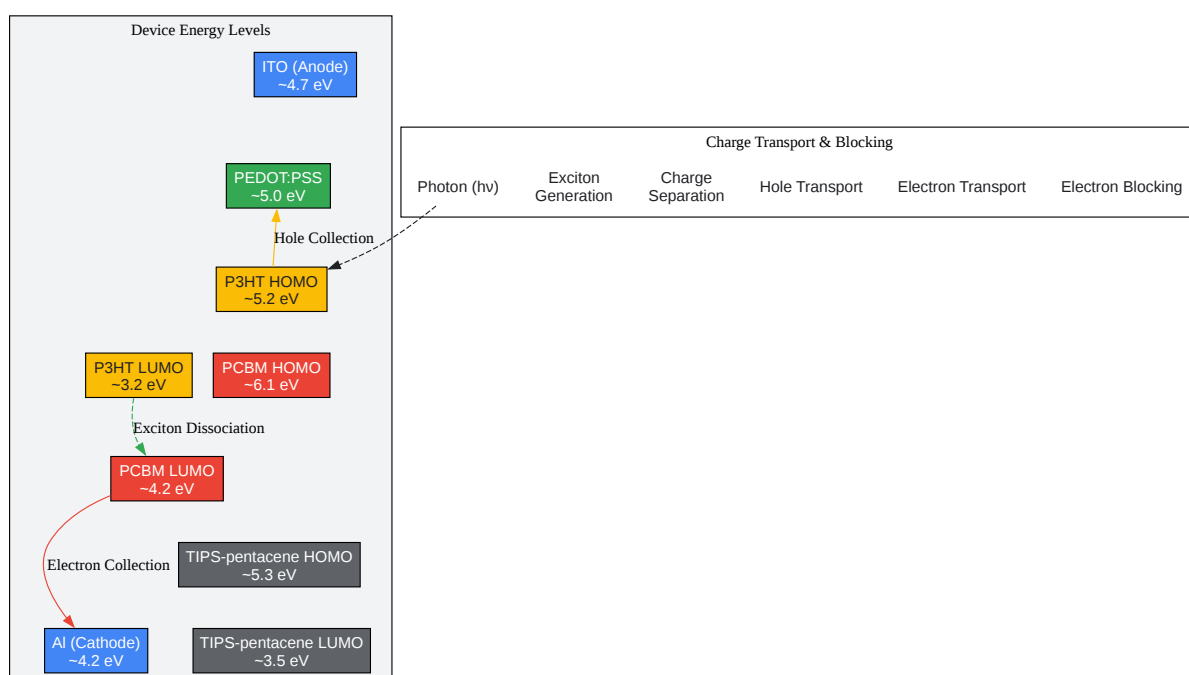 Device Energy Levels
ITO (Anode)
~4.7 eV
Charge Transport & Blocking
PEDOT:PSS
~5.0 eV
Photon (hν)
Exciton
Generation
Charge
Separation
Hole Transport
Electron Transport
Electron Blocking
Hole Collection
P3HT HOMO
~5.2 eV
P3HT LUMO
~3.2 eV
PCBM HOMO
~6.1 eV
Exciton Dissociation
PCBM LUMO
~4.2 eV
TIPS-pentacene HOMO
~5.3 eV
Electron Collection
Al (Cathode)
~4.2 eV
TIPS-pentacene LUMO
~3.5 eV